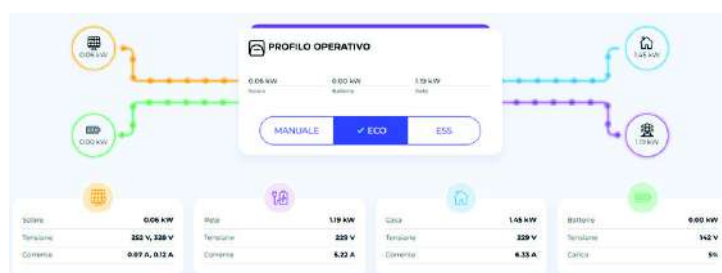 PROFILO OPERATIVO
0.06 kW
1.45 kW
0.06 kW 0.00 kW 1.19 kW
Solare Batteria Rete
MANUALE ✓ ECO ESS
0.00 kW
1.19 kW
Solare 0.06 kW
Tensione 252 V, 328 V
Corrente 0.07 A, 0.12 A
Rete 1.19 kW
Tensione 229 V
Corrente 5.22 A
Casa 1.45 kW
Tensione 229 V
Corrente 6.33 A
Batterie 0.00 kW
Tensione 142 V
Carica 5%